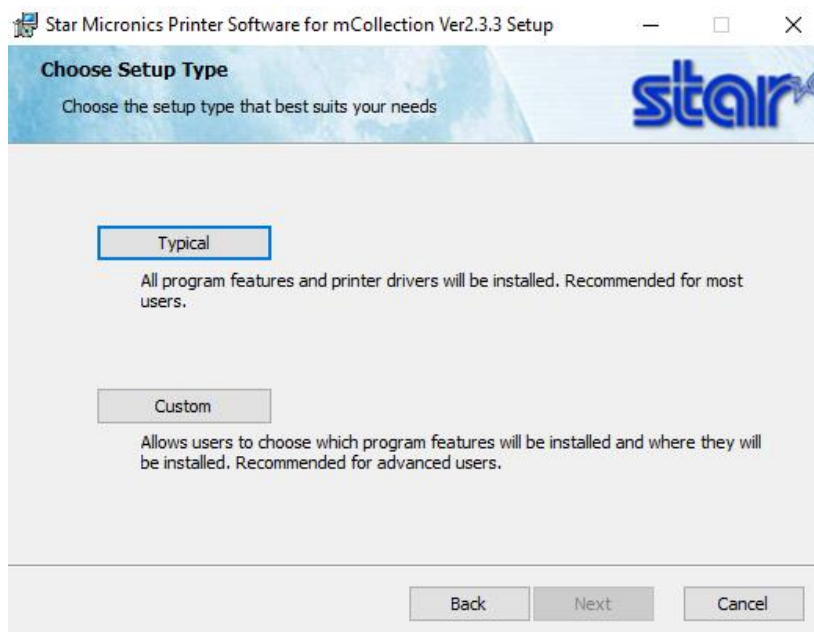 Star Micronics Printer Software for mCollection Ver2.3.3 Setup
Choose Setup Type
Choose the setup type that best suits your needs
star
Typical
All program features and printer drivers will be installed. Recommended for most
users.
Custom
Allows users to choose which program features will be installed and where they will
be installed. Recommended for advanced users.
Back
Next
Cancel